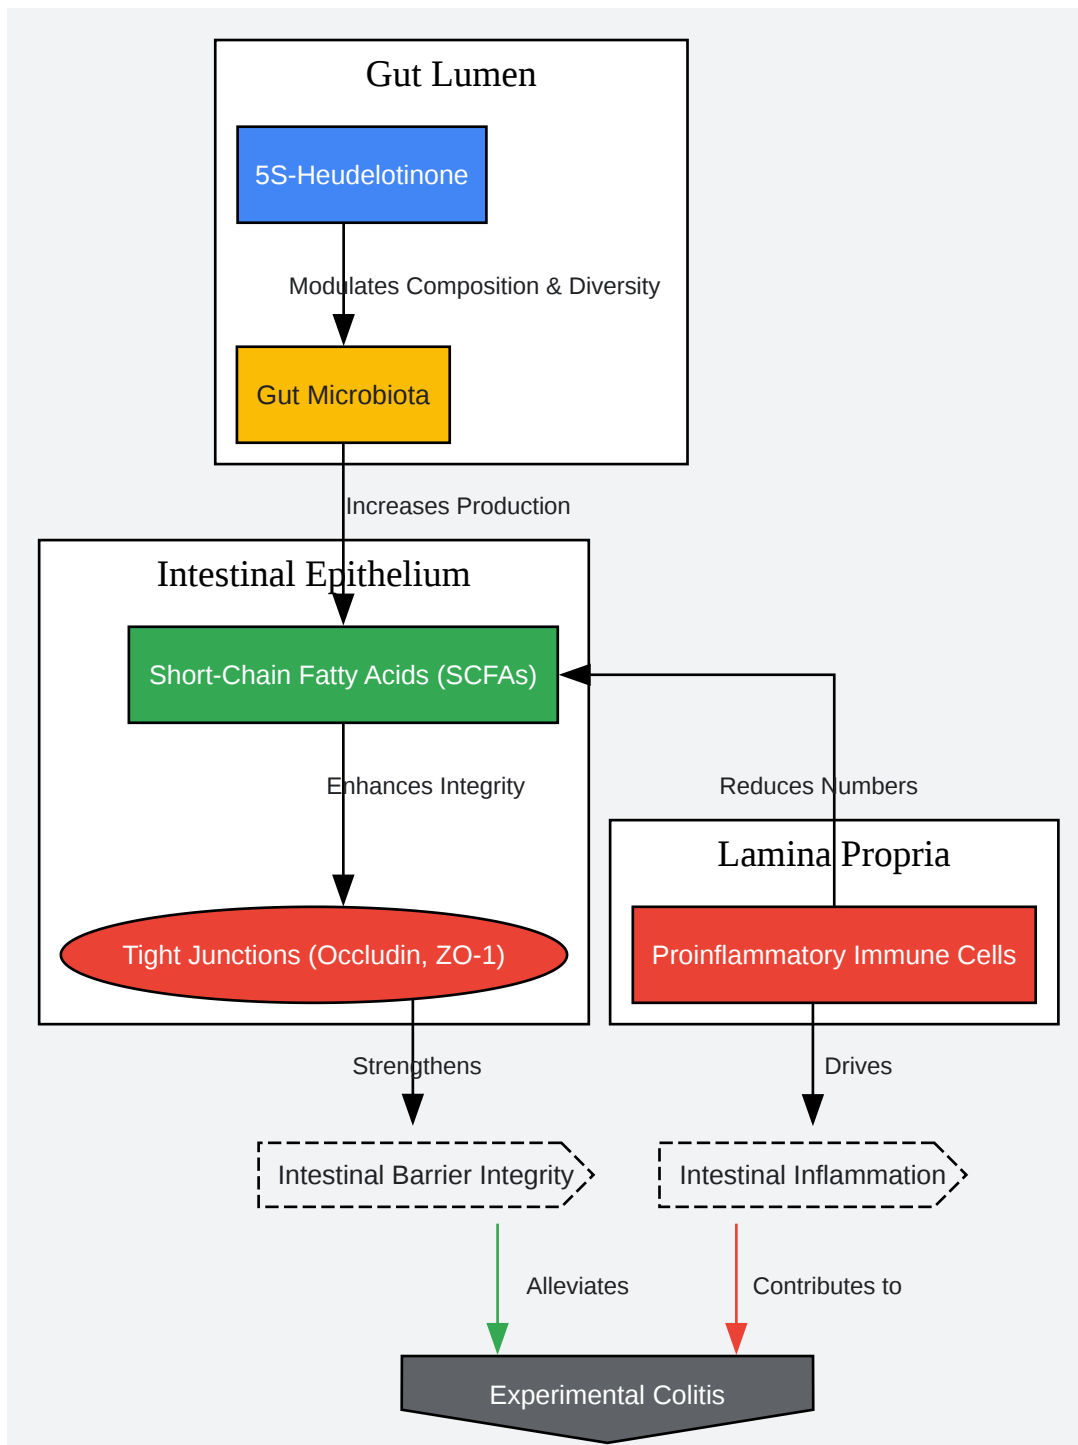 Gut Lumen
5S-Heudelotinone
Modulates Composition & Diversity
Gut Microbiota
Increases Production
Intestinal Epithelium
Short-Chain Fatty Acids (SCFAs)
Enhances Integrity
Reduces Numbers
Lamina Propria
Tight Junctions (Occludin, ZO-1)
Proinflammatory Immune Cells
Strengthens
Drives
Intestinal Barrier Integrity
Intestinal Inflammation
Alleviates
Contributes to
Experimental Colitis